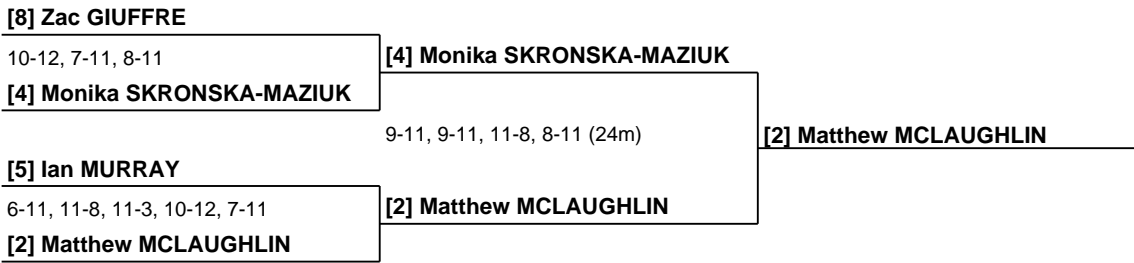 [8] Zac GIUFFRE
10-12, 7-11, 8-11
[4] Monika SKRONSKA-MAZIUK
[4] Monika SKRONSKA-MAZIUK
9-11, 9-11, 11-8, 8-11 (24m)
[2] Matthew MCLAUGHLIN
[5] Ian MURRAY
6-11, 11-8, 11-3, 10-12, 7-11
[2] Matthew MCLAUGHLIN
[2] Matthew MCLAUGHLIN